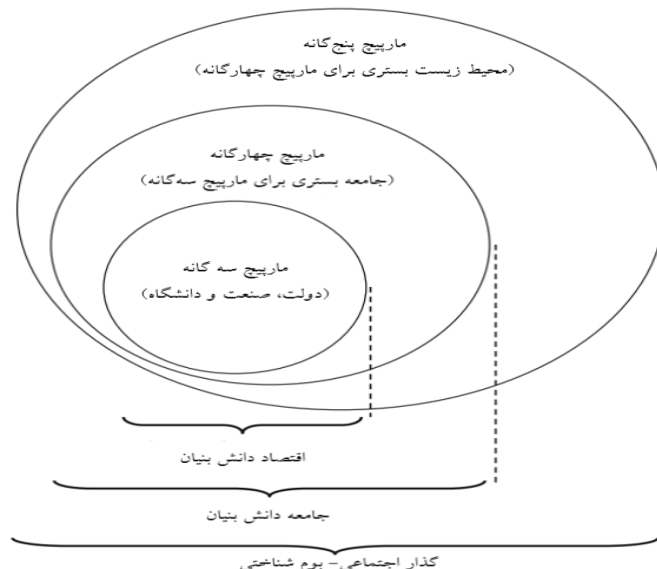 مارپیچ پنج‌گانه
(محیط زیست بستری برای مارپیچ چهارگانه)
مارپیچ چهارگانه
(جامعه بستری برای مارپیچ سه‌گانه)
مارپیچ سه گانه
(دولت، صنعت و دانشگاه)
اقتصاد دانش بنیان
جامعه دانش بنیان
گذار اجتماعی- بوم شناختی